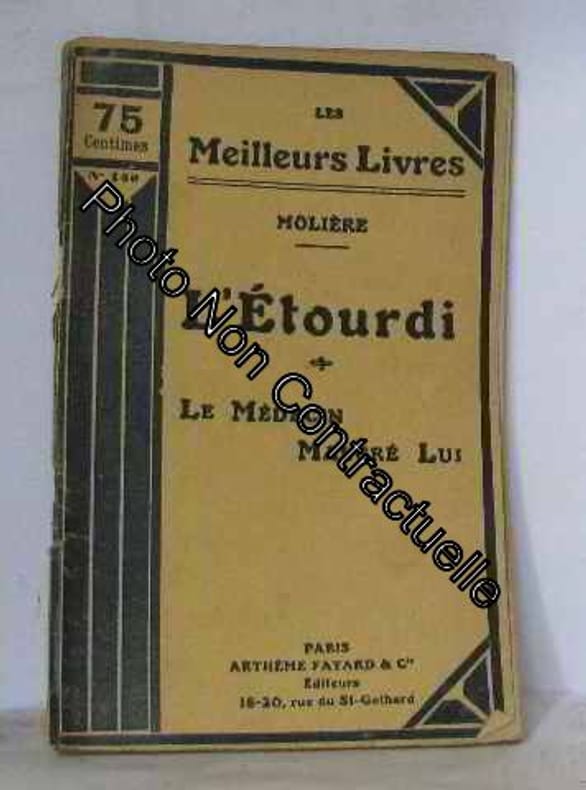 75
Centimes
LES
Meilleurs Livres
MOLIÈRE
L'Étourdi
LE MÉDECIN
MALGRÉ LUI
PARIS
ARTHÈME FAYARD & Cie
Éditeurs
18-20, rue du St-Gothard
Photo Non Contractuelle